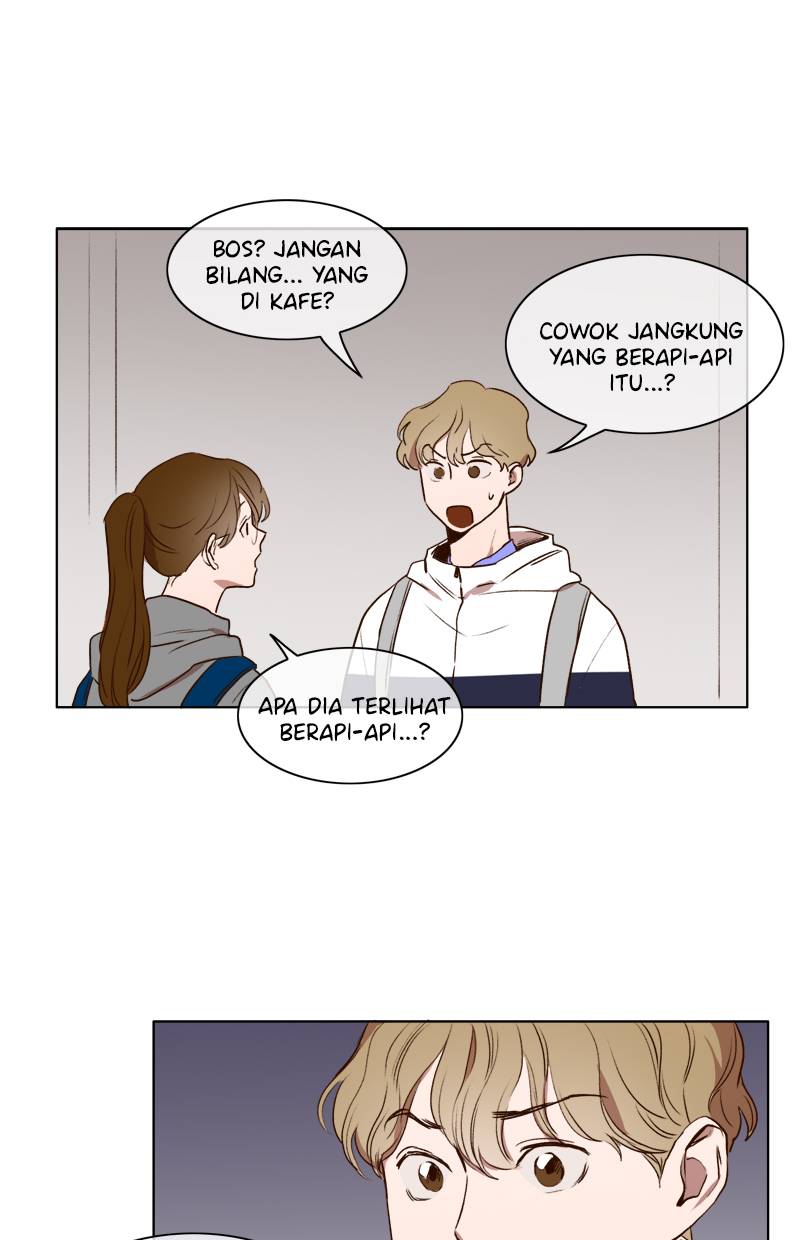 BOS? JANGAN
BILANG... YANG
DI KAFE?
COWOK JANGKUNG
YANG BERAPI-API
ITU...?
APA DIA TERLIHAT
BERAPI-API...?